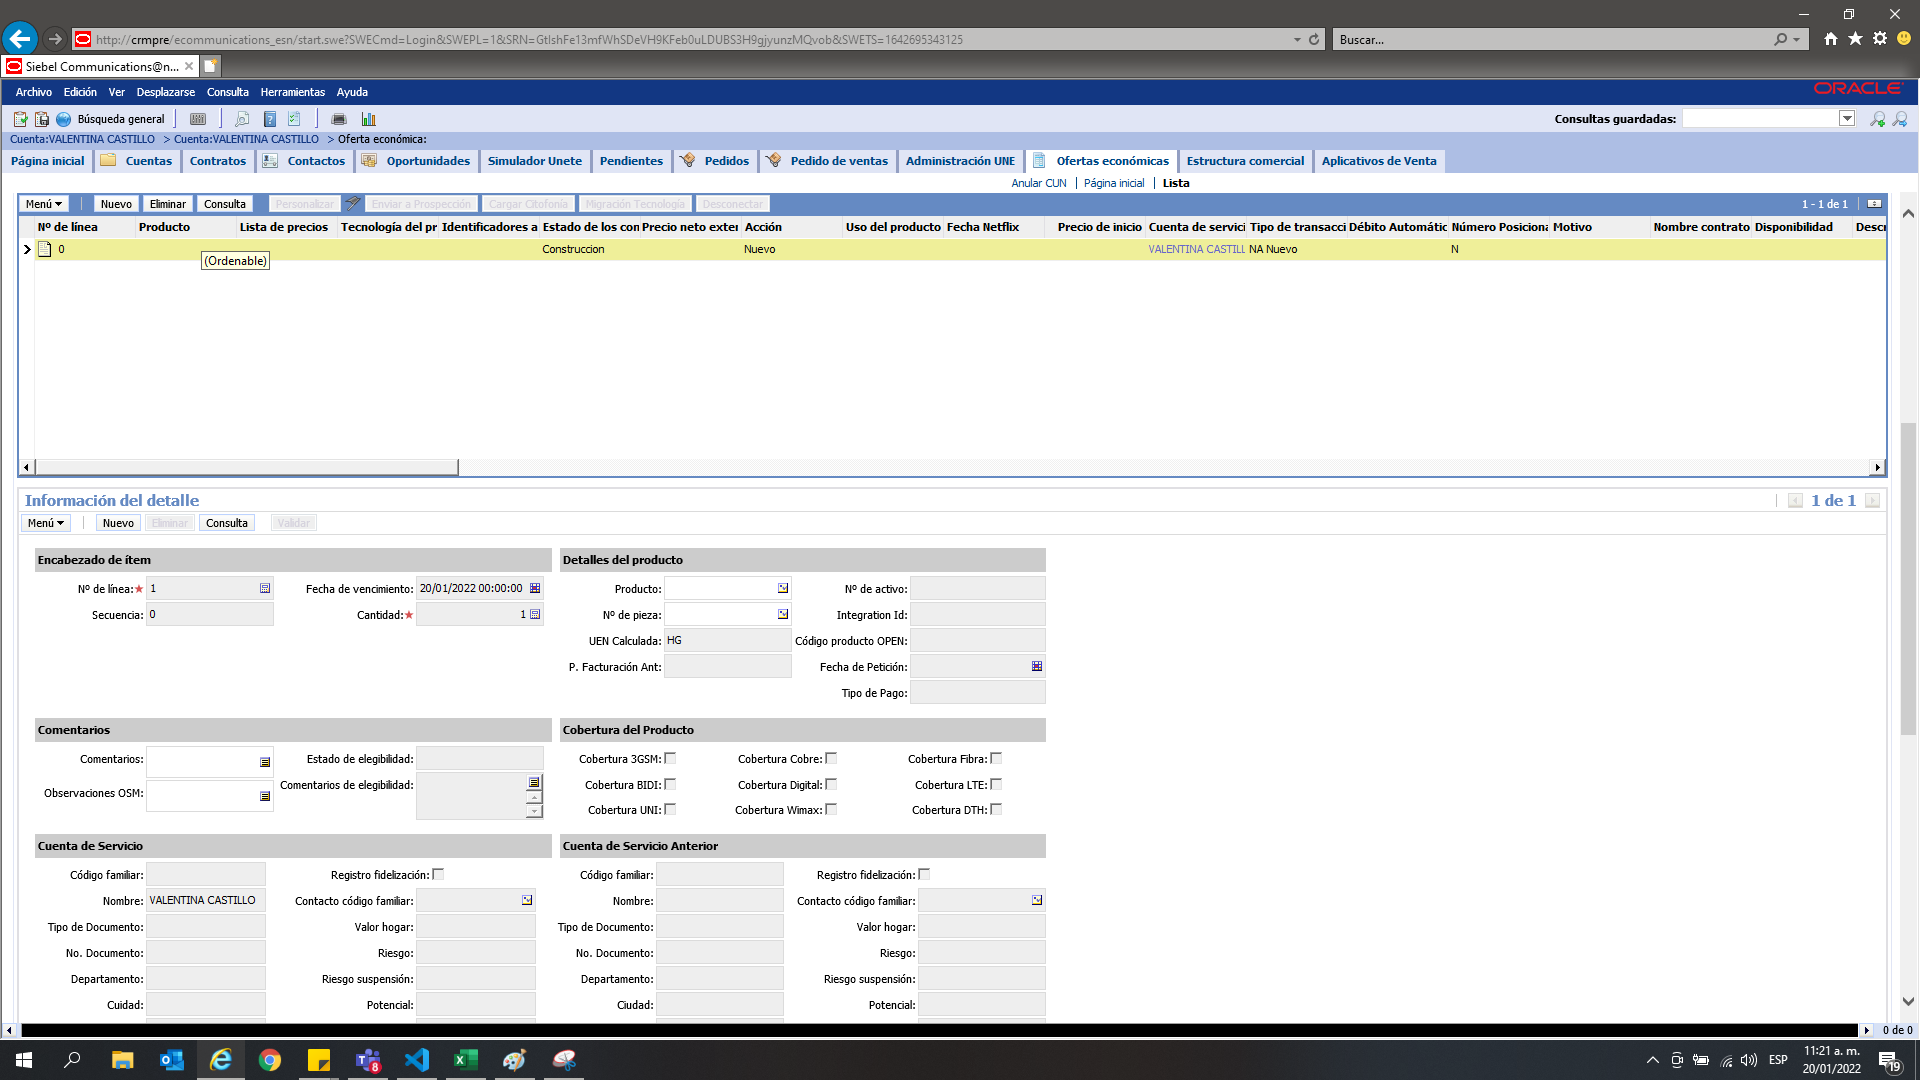 http://crmpre/ecommunications_esn/start.swe?SWECmd=Login&SWEPL=1&SRN=GtIshFe13mfWhSDeVH9KFeb0uLDUBS3H9gjyunzMQvob&SWETS=1642695343125
Buscar...
Siebel Communications@n...
Archivo Edición Ver Desplazarse Consulta Herramientas Ayuda
ORACLE
Búsqueda general
Consultas guardadas:
Cuenta:VALENTINA CASTILLO > Cuenta:VALENTINA CASTILLO > Oferta económica:
Página inicial Cuentas Contratos Contactos Oportunidades Simulador Unete Pendientes Pedidos Pedido de ventas Administración UNE Ofertas económicas Estructura comercial Aplicativos de Venta
Anular CUN Página inicial Lista
Menú Nuevo Eliminar Consulta Personalizar Enviar a Prospección Cargar Citofonía Migración Tecnología Desconectar 1 - 1 de 1
Nº de línea Producto Lista de precios Tecnología del pr Identificadores a Estado de los con Precio neto exter Acción Uso del producto Fecha Netflix Precio de inicio Cuenta de servici Tipo de transacci Débito Automátic Número Posiciona Motivo Nombre contrato Disponibilidad Descr
0 Construccion Nuevo VALENTINA CASTILL NA Nuevo N
(Ordenable)
Información del detalle 1 de 1
Menú Nuevo Eliminar Consulta Validar
Encabezado de ítem Detalles del producto
Nº de línea: 1 Fecha de vencimiento: 20/01/2022 00:00:00 Producto: Nº de activo:
Secuencia: 0 Cantidad: 1 Nº de pieza: Integration Id:
UEN Calculada: HG Código producto OPEN:
P. Facturación Ant: Fecha de Petición:
Tipo de Pago:
Comentarios Cobertura del Producto
Comentarios: Estado de elegibilidad: Cobertura 3GSM: Cobertura Cobre: Cobertura Fibra:
Observaciones OSM: Comentarios de elegibilidad: Cobertura BIDI: Cobertura Digital: Cobertura LTE:
Cobertura UNI: Cobertura Wimax: Cobertura DTH:
Cuenta de Servicio Cuenta de Servicio Anterior
Código familiar: Registro fidelización: Código familiar: Registro fidelización:
Nombre: VALENTINA CASTILLO Contacto código familiar: Nombre: Contacto código familiar:
Tipo de Documento: Valor hogar: Tipo de Documento: Valor hogar:
No. Documento: Riesgo: No. Documento: Riesgo:
Departamento: Riesgo suspensión: Departamento: Riesgo suspensión:
Cuidad: Potencial: Ciudad: Potencial:
0 de 0
8
ESP
11:21 a. m.
20/01/2022
19